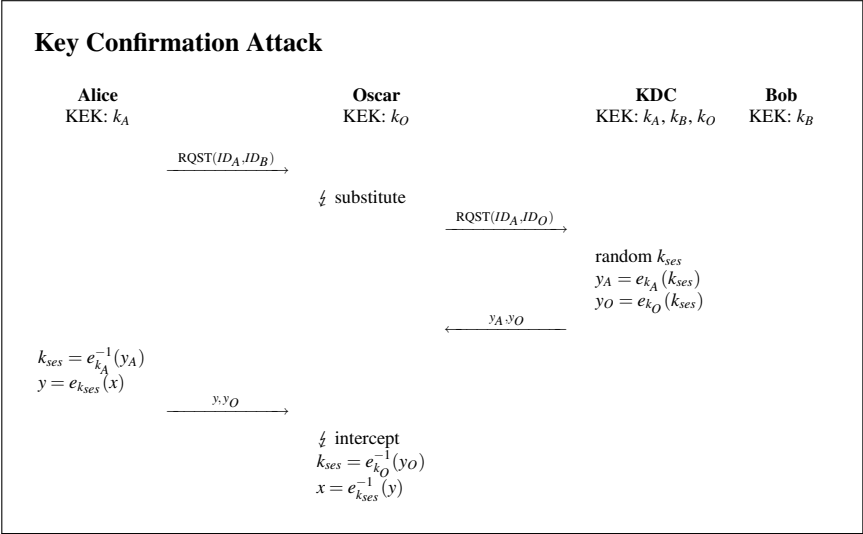 Key Confirmation Attack
Alice Oscar KDC Bob
KEK: k_A KEK: k_O KEK: k_A, k_B, k_O KEK: k_B
RQST(ID_A,ID_B)
↯ substitute
RQST(ID_A,ID_O)
random k_ses
y_A = e_{k_A}(k_ses)
y_O = e_{k_O}(k_ses)
y_A,y_O
k_ses = e^{-1}_{k_A}(y_A)
y = e_{k_ses}(x)
y,y_O
↯ intercept
k_ses = e^{-1}_{k_O}(y_O)
x = e^{-1}_{k_ses}(y)